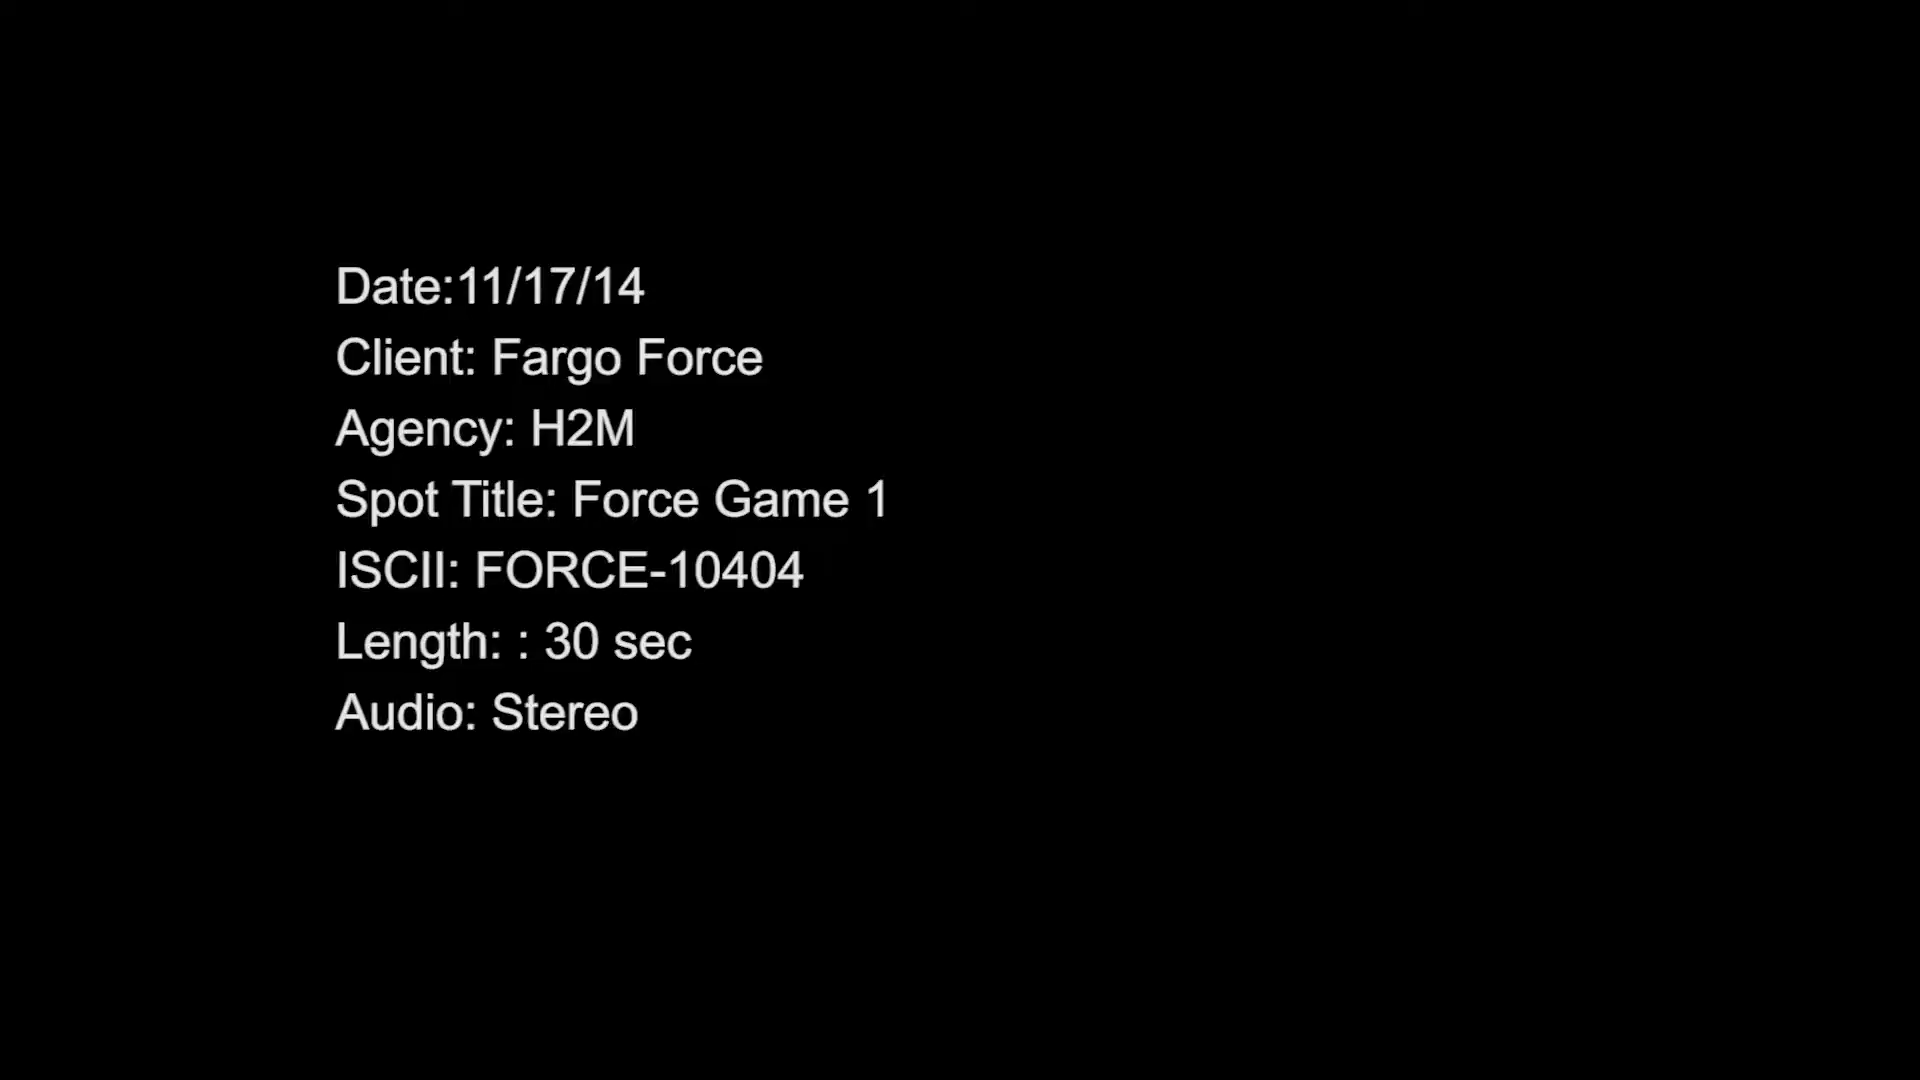 Date:11/17/14
Client: Fargo Force
Agency: H2M
Spot Title: Force Game 1
ISCII: FORCE-10404
Length: : 30 sec
Audio: Stereo